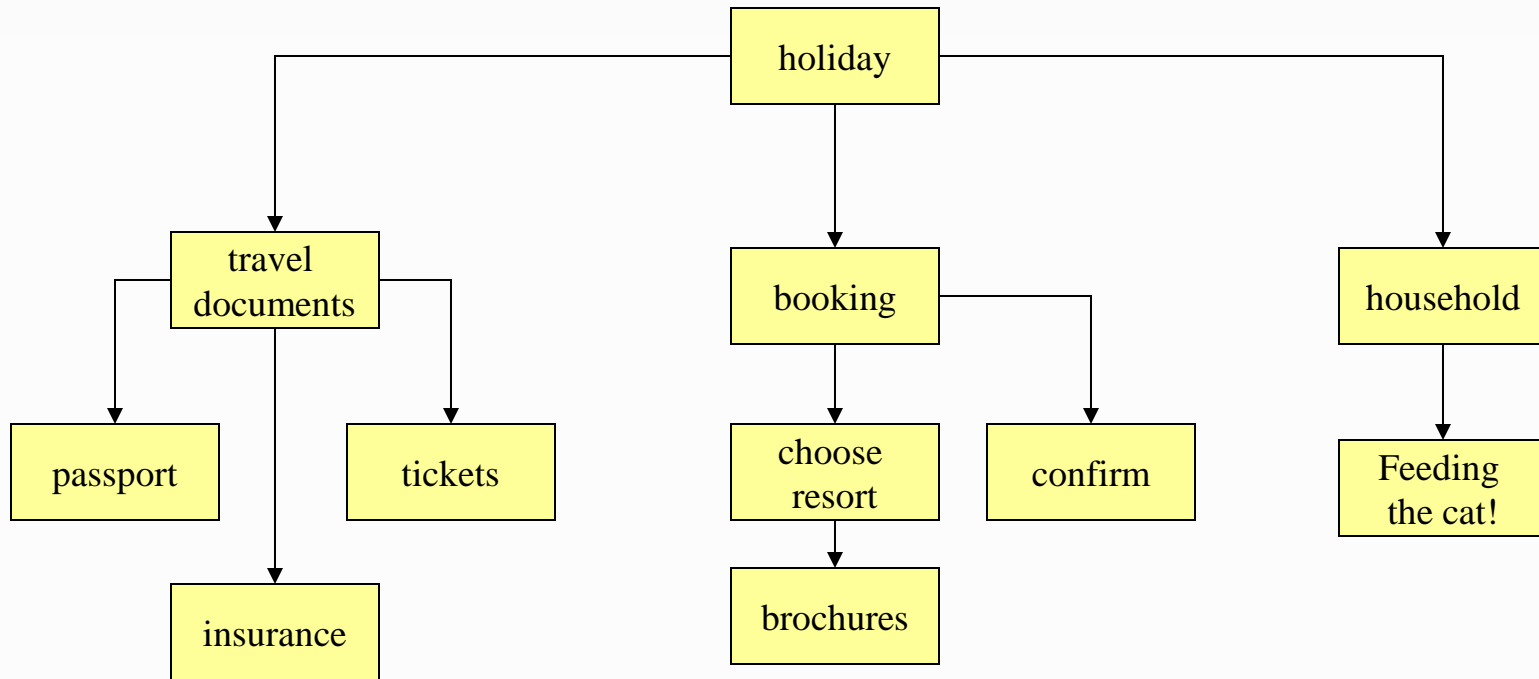 holiday
travel
documents
booking
household
passport
tickets
choose
resort
confirm
Feeding
the cat!
insurance
brochures